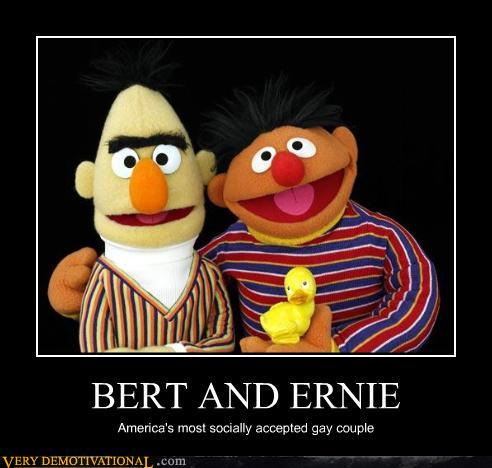 BERT AND ERNIE
America's most socially accepted gay couple
VERY DEMOTIVATIONAL.com